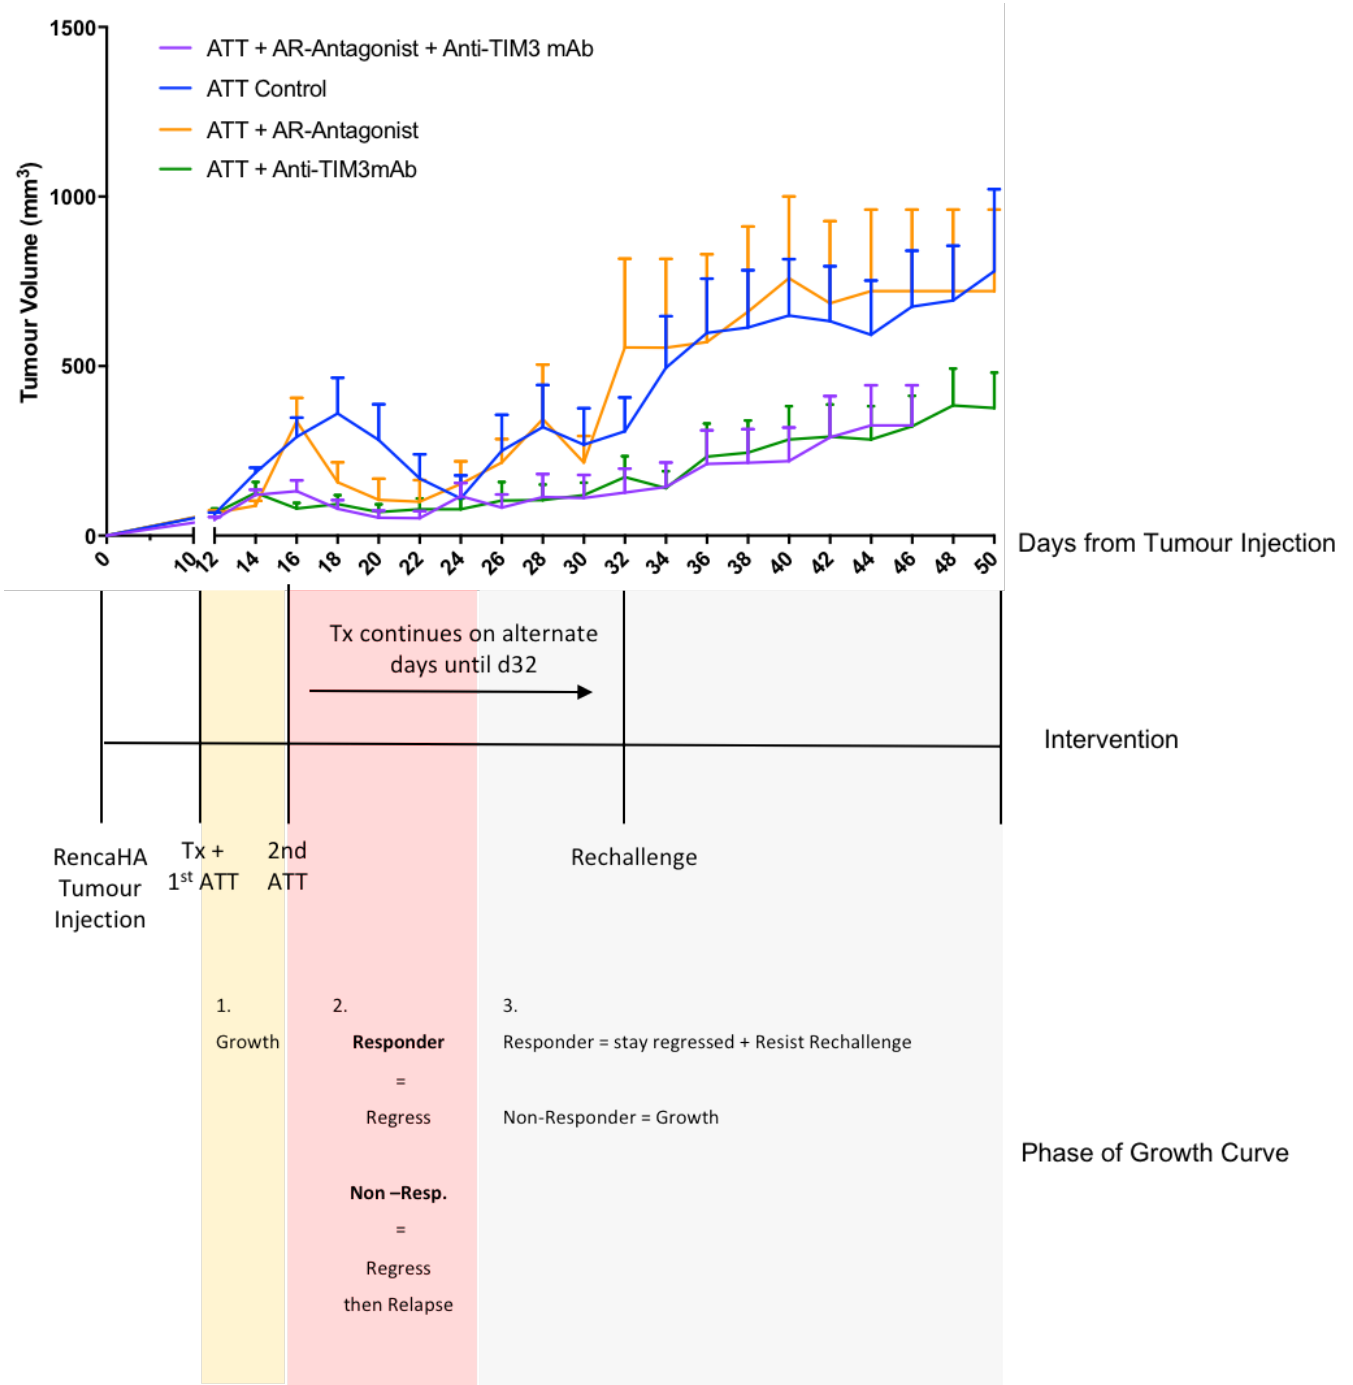 1500
1000
500
0
Tumour Volume (mm³)
ATT + AR-Antagonist + Anti-TIM3 mAb
ATT Control
ATT + AR-Antagonist
ATT + Anti-TIM3mAb
0 10 12 14 16 18 20 22 24 26 28 30 32 34 36 38 40 42 44 46 48 50
Days from Tumour Injection
Tx continues on alternate
days until d32
Intervention
RencaHA
Tumour
Injection
Tx +
1st ATT
2nd
ATT
Rechallenge
1.
Growth
2.
Responder
=
Regress
Non –Resp.
=
Regress
then Relapse
3.
Responder = stay regressed + Resist Rechallenge
Non-Responder = Growth
Phase of Growth Curve